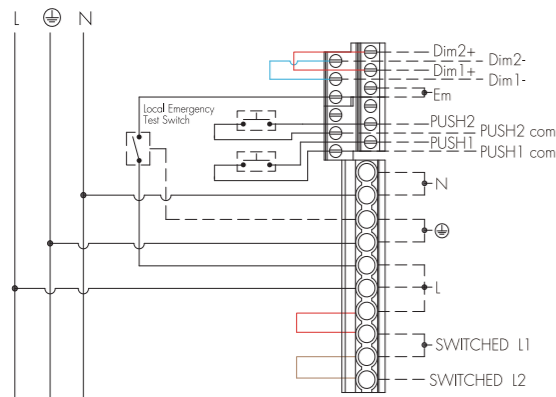 L N
Dim2+
Dim2-
Dim1+
Dim1-
Em
Local Emergency
Test Switch
PUSH2
PUSH2 com
PUSH1
PUSH1 com
N
L
SWITCHED L1
SWITCHED L2